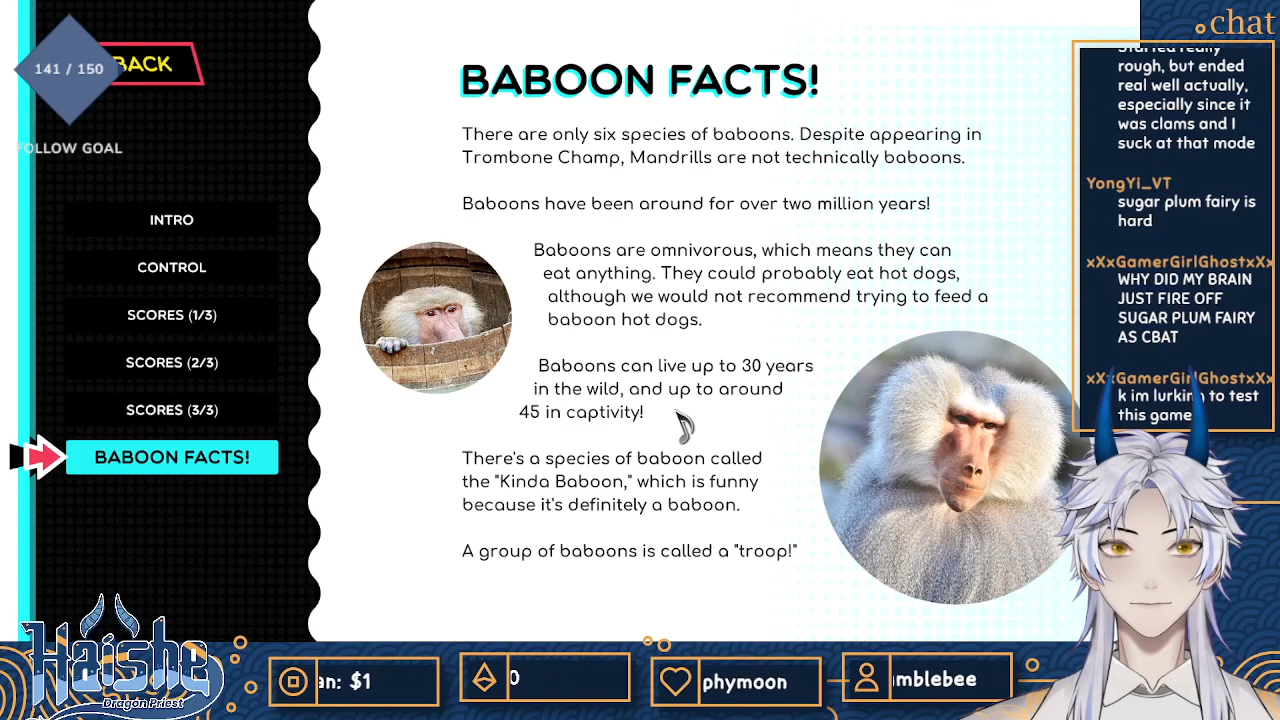 141 / 150
BACK
FOLLOW GOAL
INTRO
CONTROL
SCORES (1/3)
SCORES (2/3)
SCORES (3/3)
BABOON FACTS!
BABOON FACTS!
There are only six species of baboons. Despite appearing in
Trombone Champ, Mandrills are not technically baboons.
Baboons have been around for over two million years!
Baboons are omnivorous, which means they can
eat anything. They could probably eat hot dogs,
although we would not recommend trying to feed a
baboon hot dogs.
Baboons can live up to 30 years
in the wild, and up to around
45 in captivity!
There's a species of baboon called
the "Kinda Baboon," which is funny
because it's definitely a baboon.
A group of baboons is called a "troop!"
chat
Started really
rough, but ended
real well actually,
especially since it
was clams and I
suck at that mode
YongYi_VT
sugar plum fairy is
hard
xXxGamerGirlGhostxXx
WHY DID MY BRAIN
JUST FIRE OFF
SUGAR PLUM FAIRY
AS CBAT
xXxGamerGirlGhostxXx
k im lurking to test
this game
Haishe
Dragon Priest
an: $1
0
phymoon
mblebee